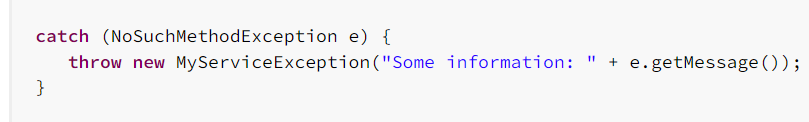 catch (NoSuchMethodException e) {
throw new MyServiceException("Some information: " + e.getMessage());
}